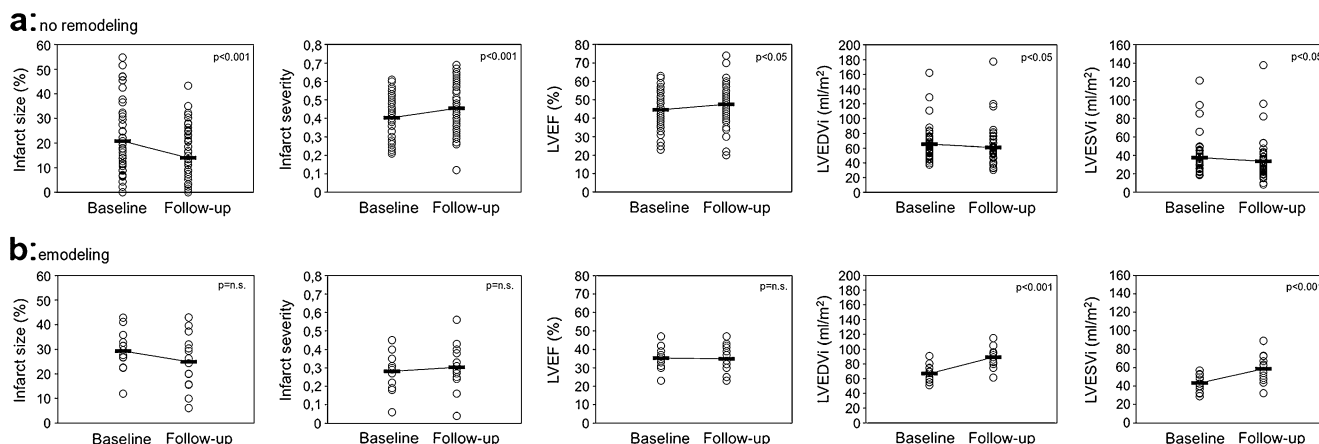 a: no remodeling
Infarct size (%)
60
50
40
30
20
10
0
p<0.001
Baseline Follow-up
Infarct severity
0,8
0,7
0,6
0,5
0,4
0,3
0,2
0,1
0
p<0.001
Baseline Follow-up
LVEF (%)
80
70
60
50
40
30
20
10
0
p<0.05
Baseline Follow-up
LVEDVi (ml/m²)
200
180
160
140
120
100
80
60
40
20
0
p<0.05
Baseline Follow-up
LVESVi (ml/m²)
160
140
120
100
80
60
40
20
0
p<0.05
Baseline Follow-up
b: emodeling
Infarct size (%)
60
50
40
30
20
10
0
p=n.s.
Baseline Follow-up
Infarct severity
0,8
0,7
0,6
0,5
0,4
0,3
0,2
0,1
0
p=n.s.
Baseline Follow-up
LVEF (%)
80
70
60
50
40
30
20
10
0
p=n.s.
Baseline Follow-up
LVEDVi (ml/m²)
200
180
160
140
120
100
80
60
40
20
0
p<0.001
Baseline Follow-up
LVESVi (ml/m²)
160
140
120
100
80
60
40
20
0
p<0.001
Baseline Follow-up